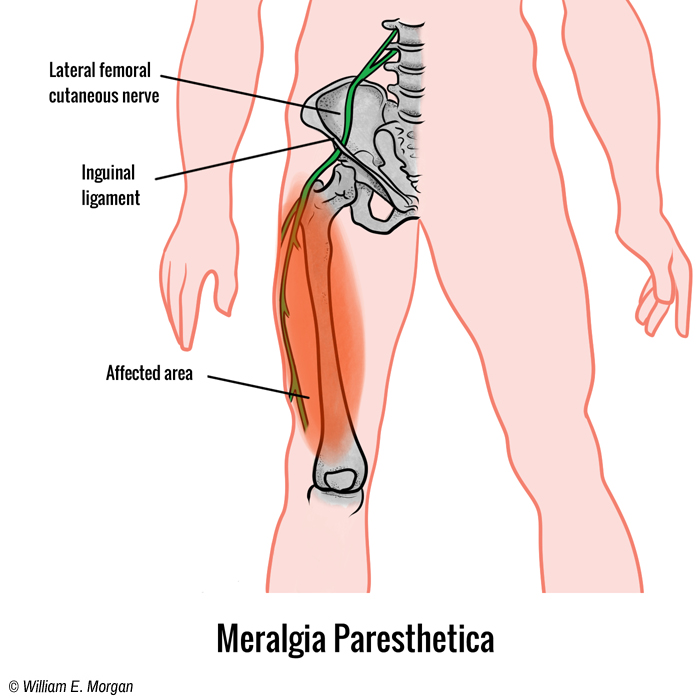 Lateral femoral
cutaneous nerve
Inguinal
ligament
Affected area
Meralgia Paresthetica
© William E. Morgan